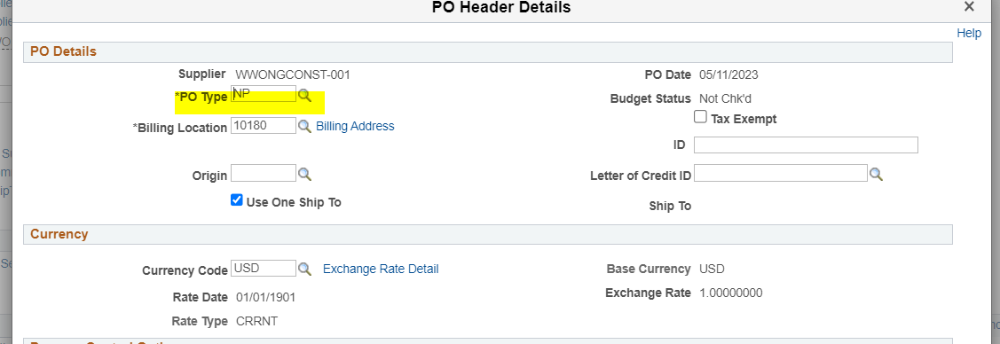 PO Header Details
×
Help
PO Details
Supplier WWONGCONST-001
PO Date 05/11/2023
*PO Type NP
Budget Status Not Chk'd
Tax Exempt
*Billing Location 10180 Billing Address
ID
Origin
Letter of Credit ID
Use One Ship To
Ship To
Currency
Currency Code USD Exchange Rate Detail
Base Currency USD
Rate Date 01/01/1901
Exchange Rate 1.00000000
Rate Type CRRNT